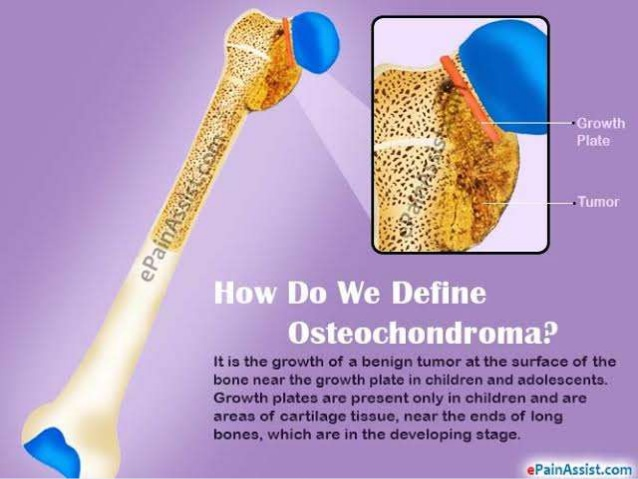 Growth
Plate
Tumor
ePainAssist.com
ePainAssist.com
How Do We Define
Osteochondroma?
It is the growth of a benign tumor at the surface of the
bone near the growth plate in children and adolescents.
Growth plates are present only in children and are
areas of cartilage tissue, near the ends of long
bones, which are in the developing stage.
ePainAssist.com